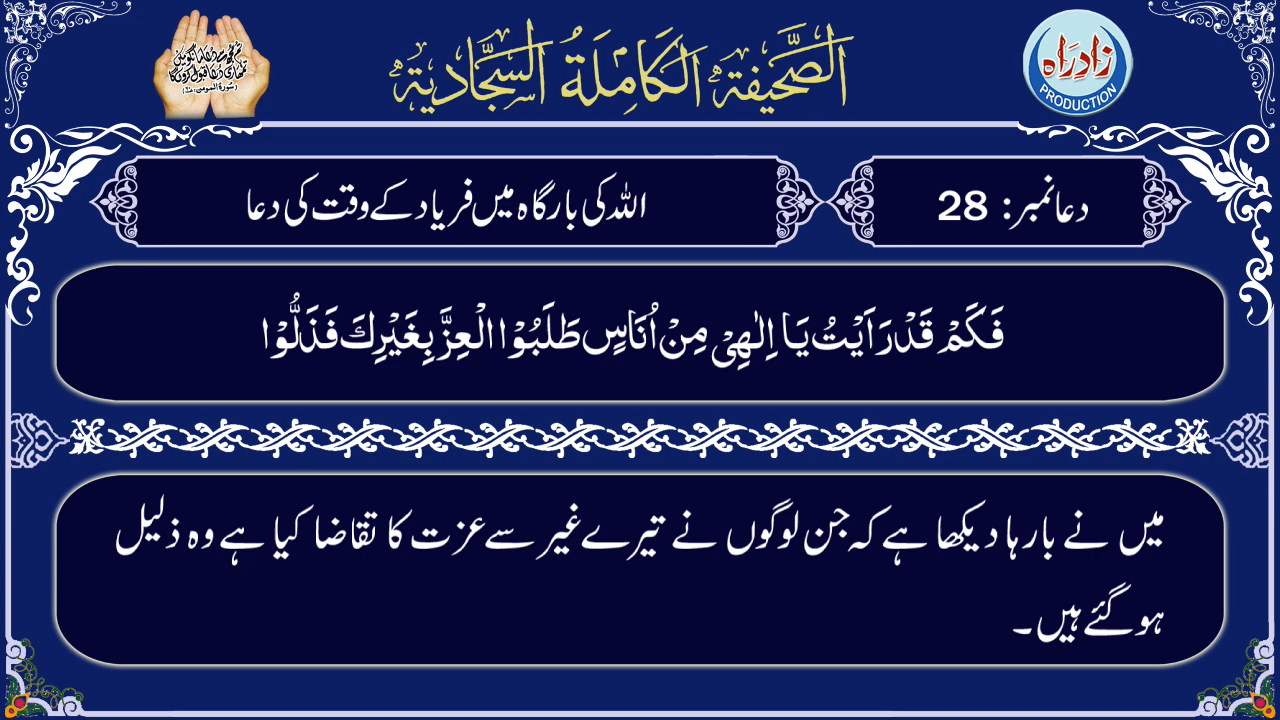 الصَّحِيفَةُ الكَامِلَةُ السَّجَّادِيَة
زادِرَاہ
PRODUCTION
دعا نمبر: 28
اللہ کی بارگاہ میں فریاد کے وقت کی دعا
فَكَمْ قَدْ رَاَيْتُ يَا اِلٰهِيْ مِنْ اُنَاسٍ طَلَبُوْا الْعِزَّ بِغَيْرِكَ فَذَلُّوْا
میں نے بارہا دیکھا ہے کہ جن لوگوں نے تیرے غیر سے عزت کا تقاضا کیا ہے وہ ذلیل
ہوگئے ہیں۔